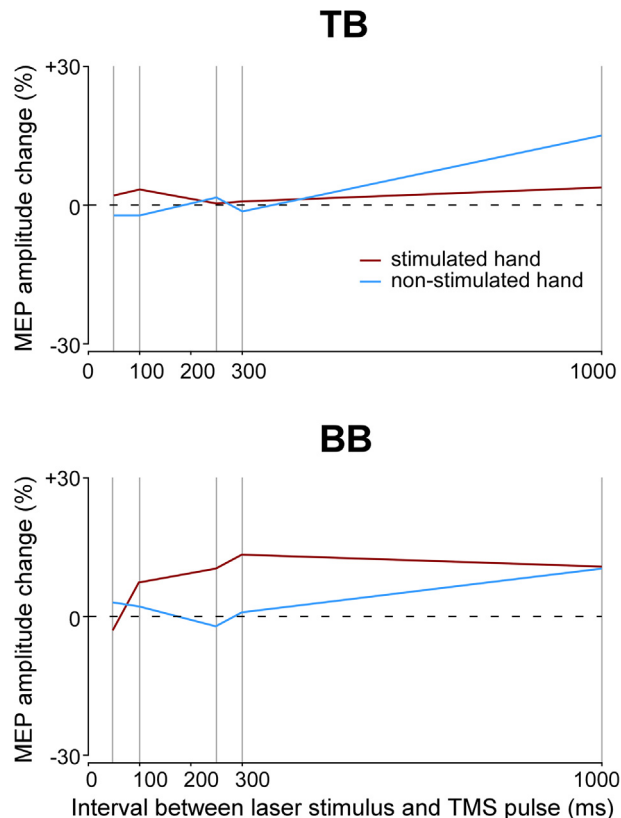 TB
MEP amplitude change (%)
+30
0
-30
stimulated hand
non-stimulated hand
0 100 200 300 1000
BB
MEP amplitude change (%)
+30
0
-30
0 100 200 300 1000
Interval between laser stimulus and TMS pulse (ms)